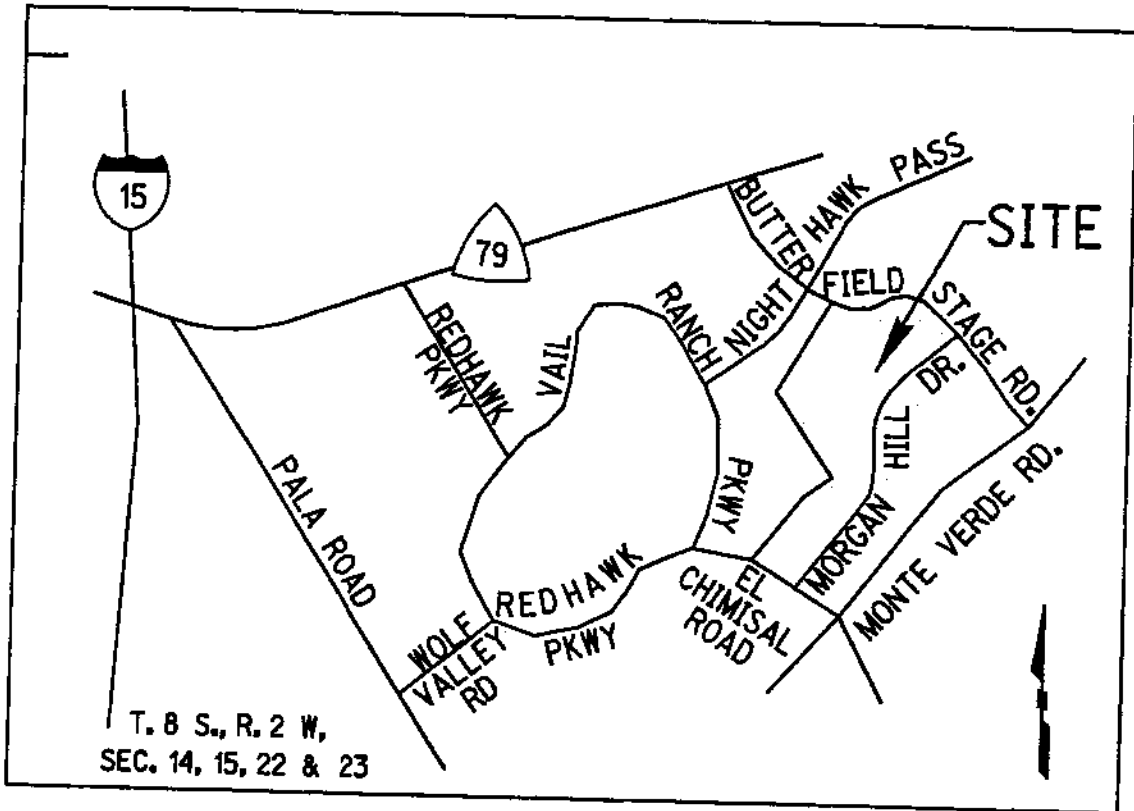 15
79
BUTTER
FIELD
STAGE RD.
NIGHT HAWK PASS
SITE
REDHAWK
PKWY
VAIL
RANCH
PKWY
MORGAN HILL DR.
MONTE VERDE RD.
PALA ROAD
REDHAWK
PKWY
WOLF
VALLEY
RD
EL
CHIMISAL
ROAD
T. 8 S., R. 2 W,
SEC. 14, 15, 22 & 23